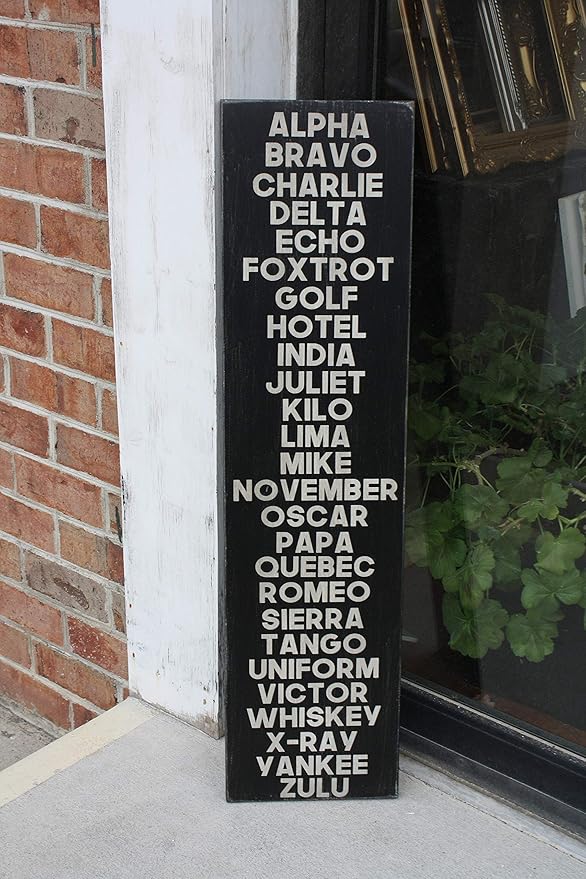 ALPHA
BRAVO
CHARLIE
DELTA
ECHO
FOXTROT
GOLF
HOTEL
INDIA
JULIET
KILO
LIMA
MIKE
NOVEMBER
OSCAR
PAPA
QUEBEC
ROMEO
SIERRA
TANGO
UNIFORM
VICTOR
WHISKEY
X-RAY
YANKEE
ZULU